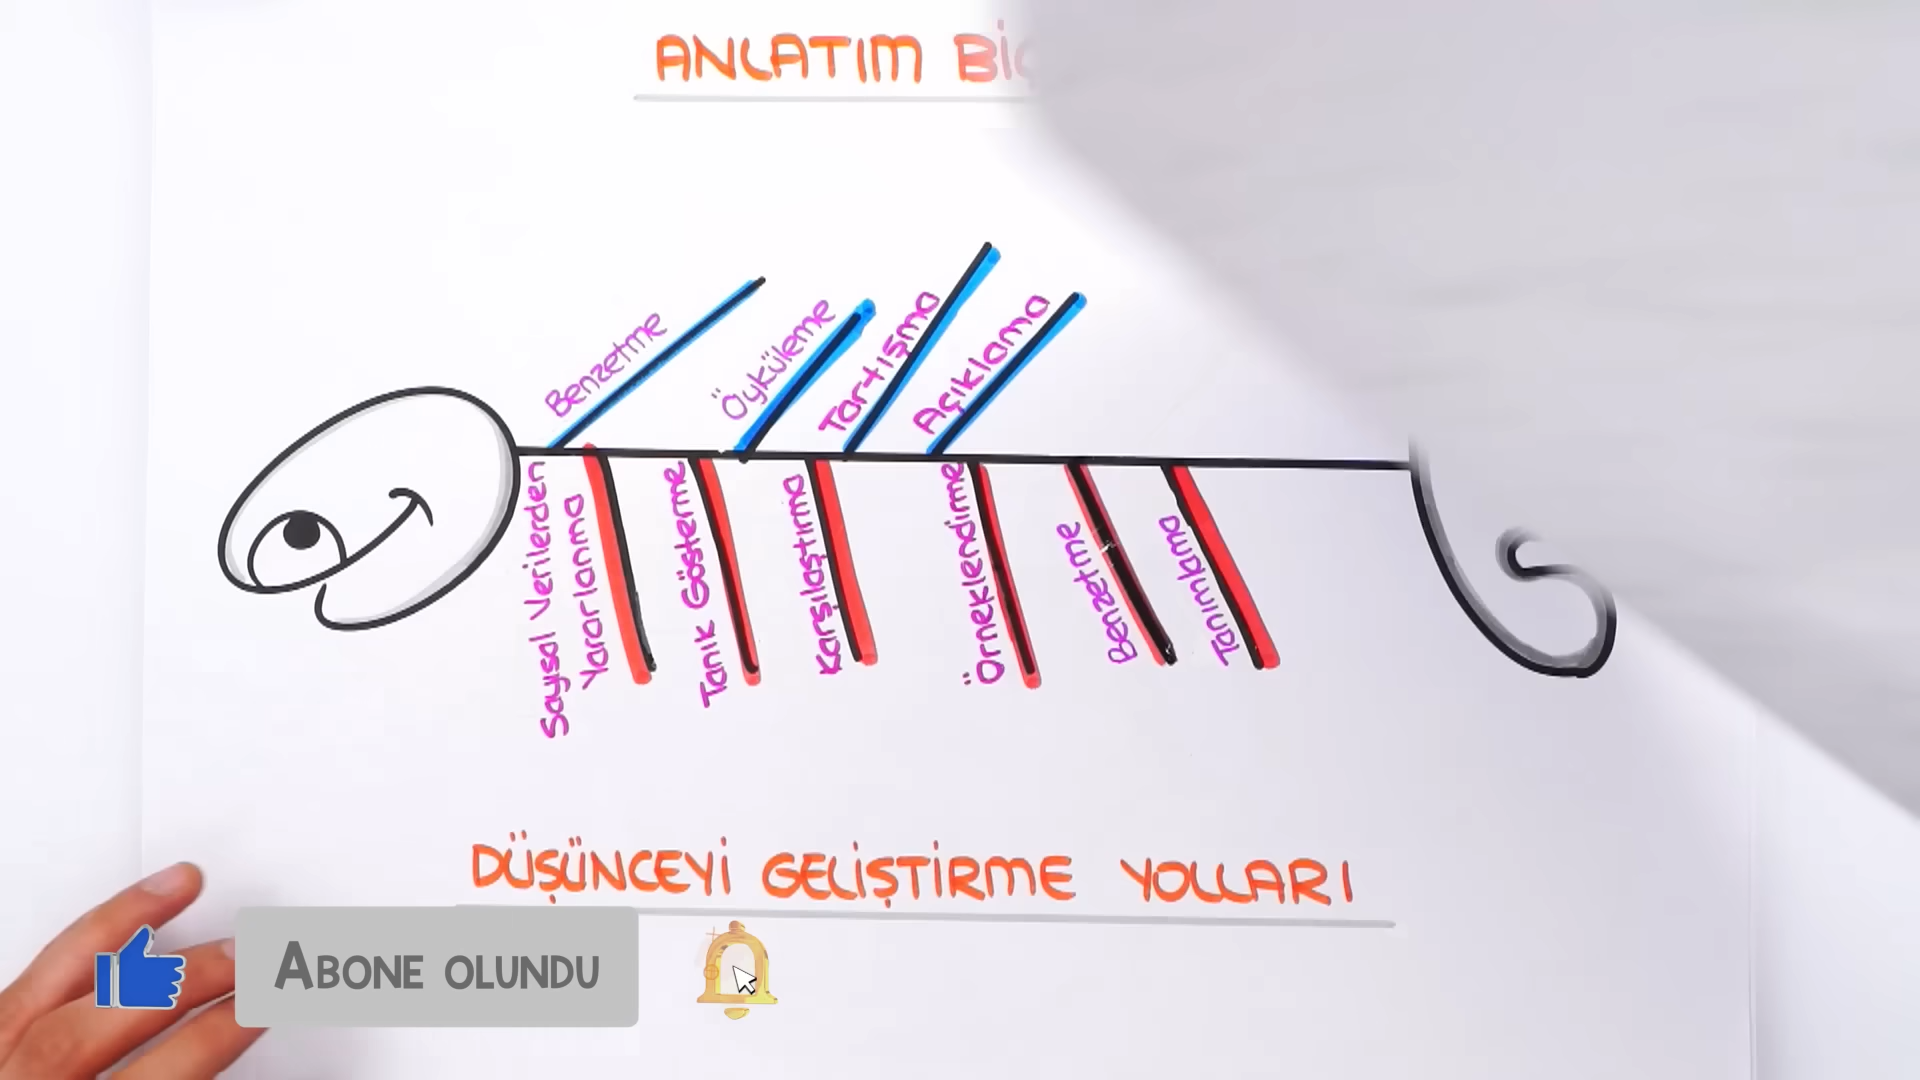 ANLATIM BİÇ
Benzetme
Öyküleme
Tartışma
Açıklama
Sayısal Verilerden
Yararlanma
Tanık Gösterme
Karşılaştırma
Örneklendirme
Benzetme
Tanımlama
DÜŞÜNCEYİ GELİŞTİRME YOLLARI
ABONE OLUNDU